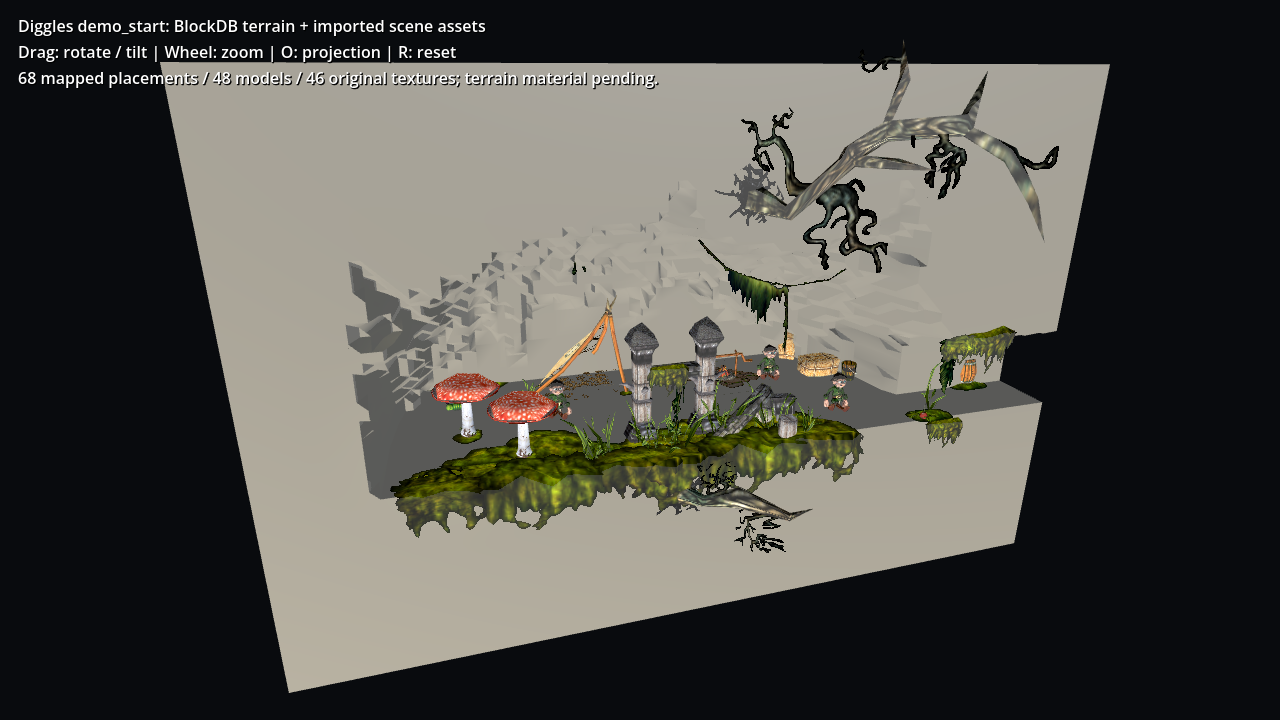 Diggles demo_start: BlockDB terrain + imported scene assets
Drag: rotate / tilt | Wheel: zoom | O: projection | R: reset
68 mapped placements / 48 models / 46 original textures; terrain material pending.